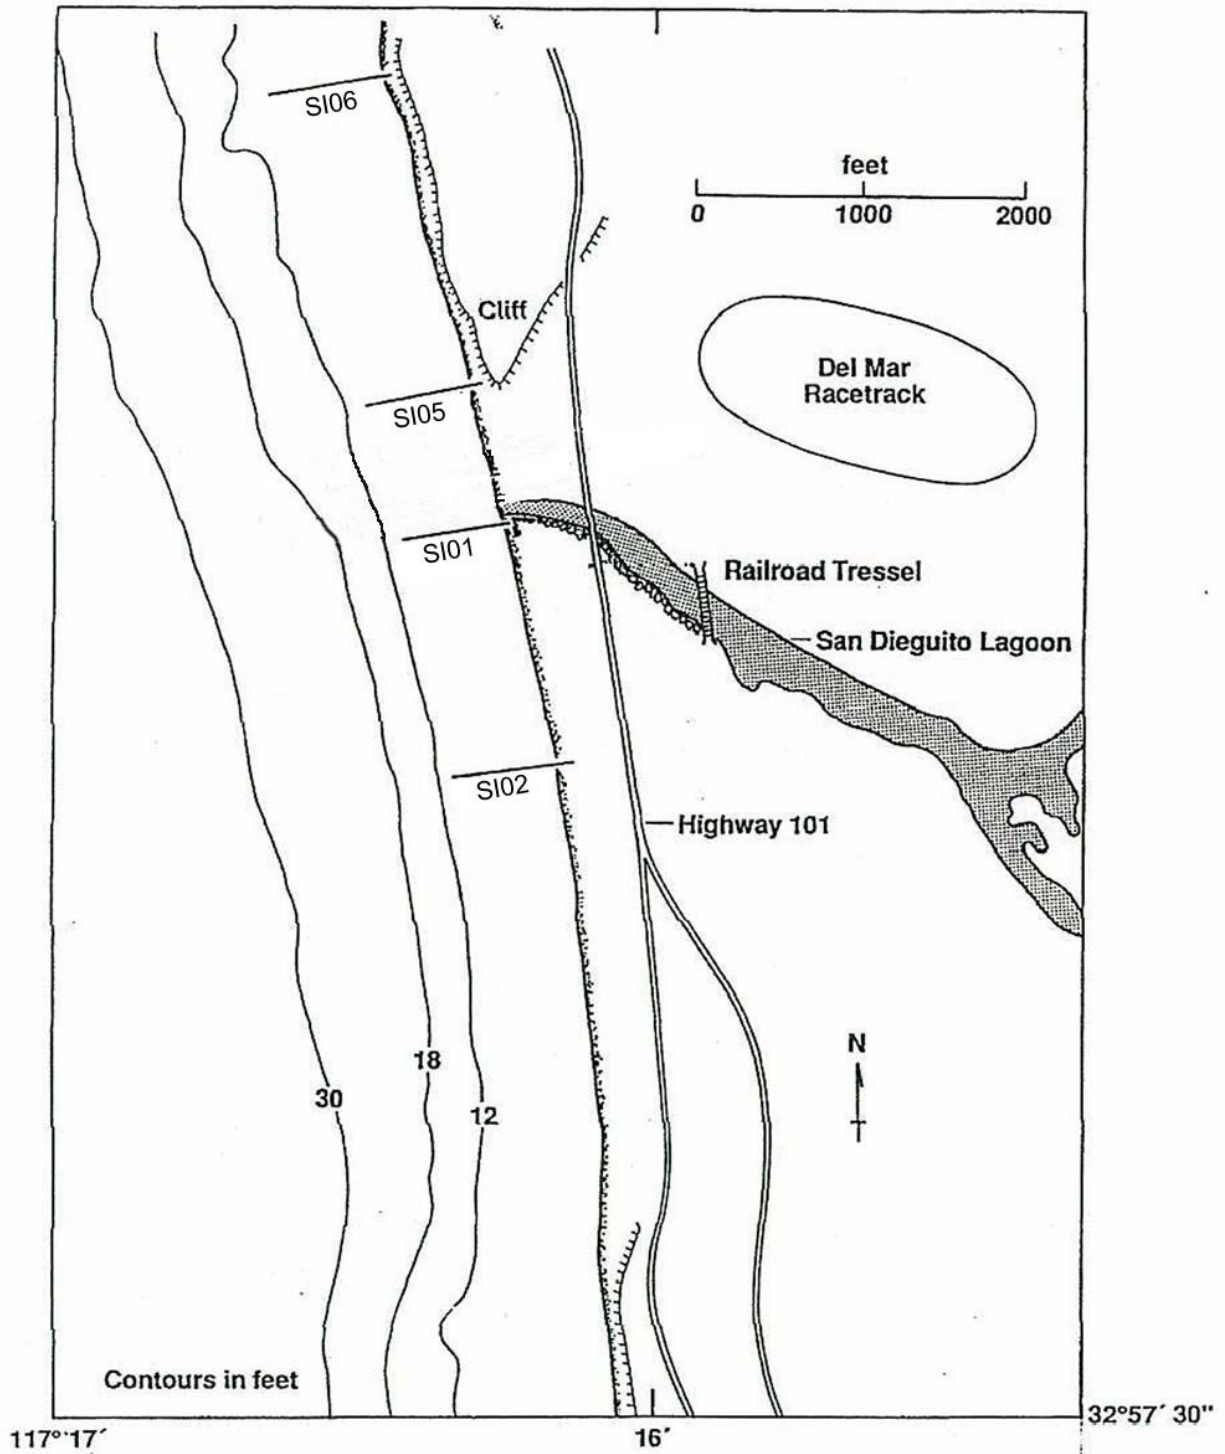 SI06
feet
0 1000 2000
Cliff
Del Mar
Racetrack
SI05
SI01
Railroad Tressel
San Dieguito Lagoon
SI02
Highway 101
N
18
30
12
Contours in feet
32°57′ 30"
117°17′
16′